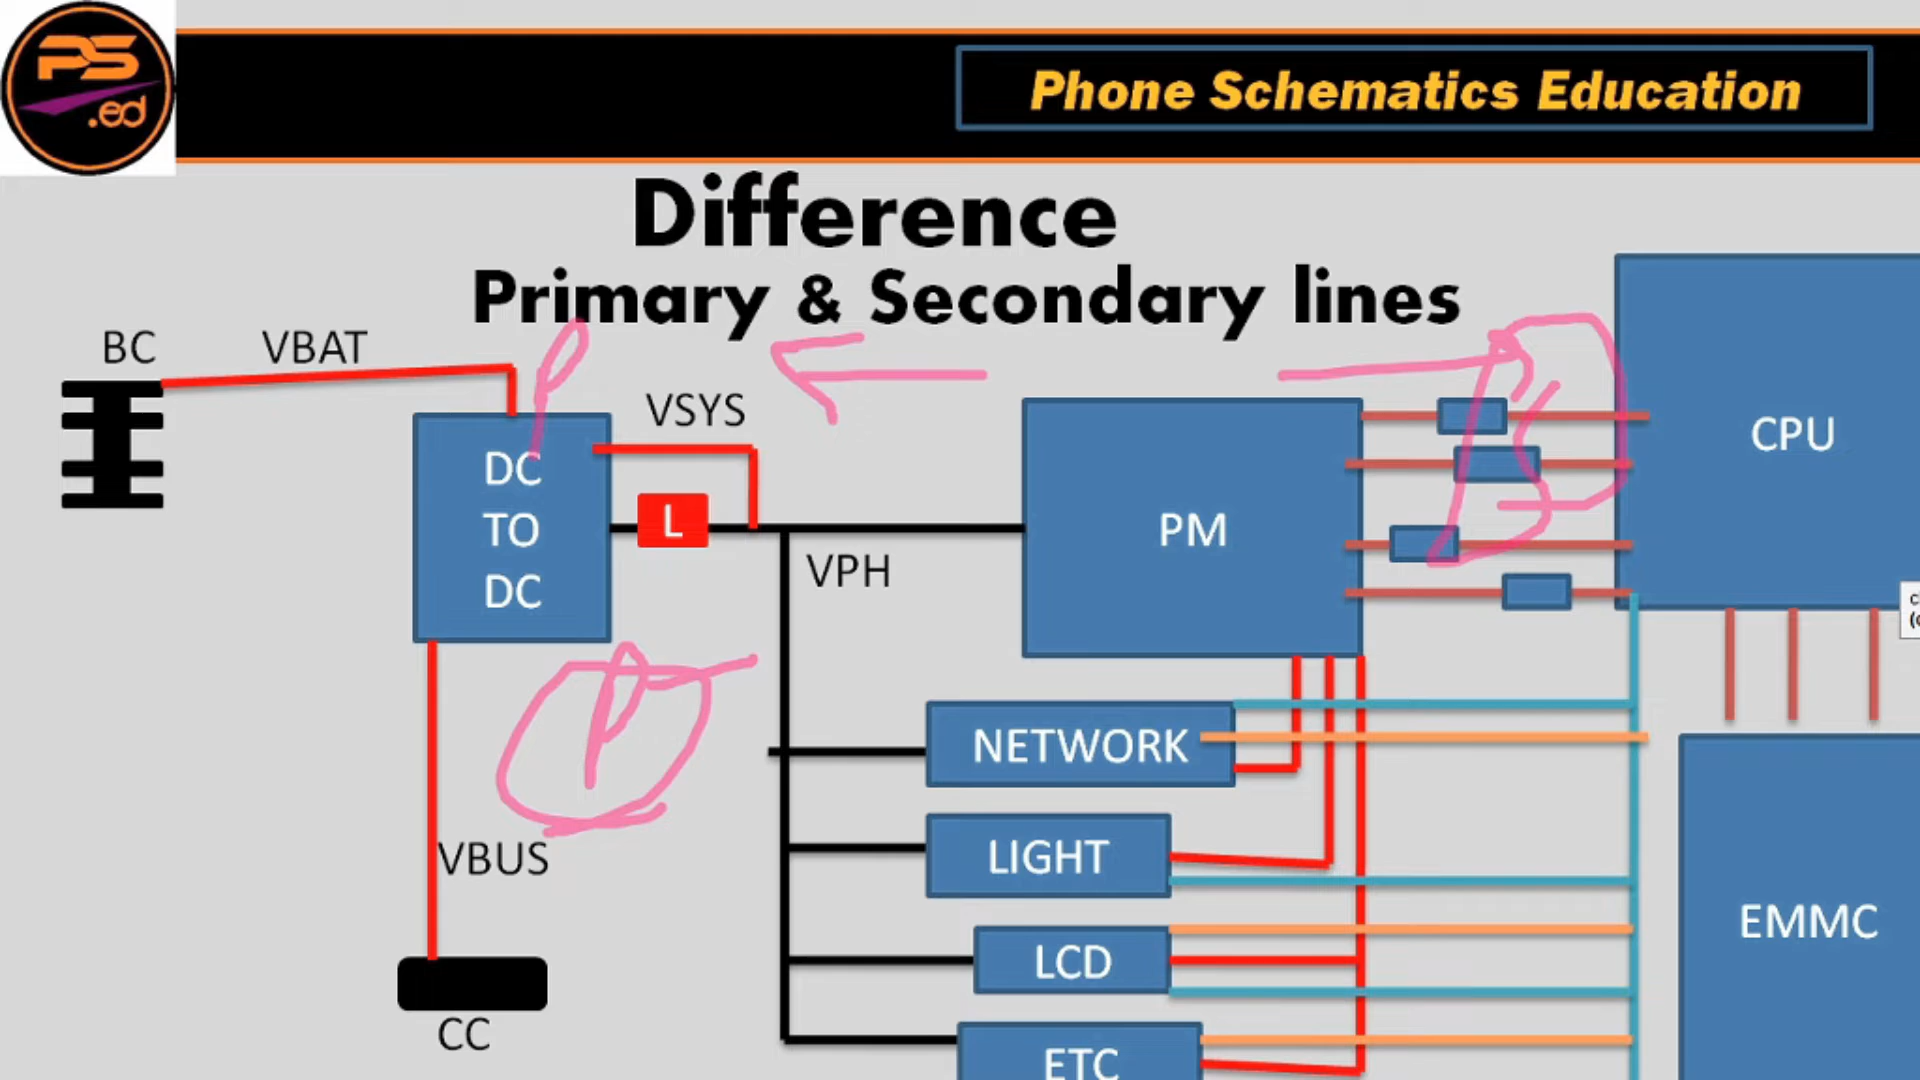 PS
.ed
Phone Schematics Education
Difference
Primary & Secondary lines
BC
VBAT
VSYS
DC
TO
DC
L
VPH
PM
CPU
NETWORK
LIGHT
LCD
ETC
EMMC
VBUS
CC